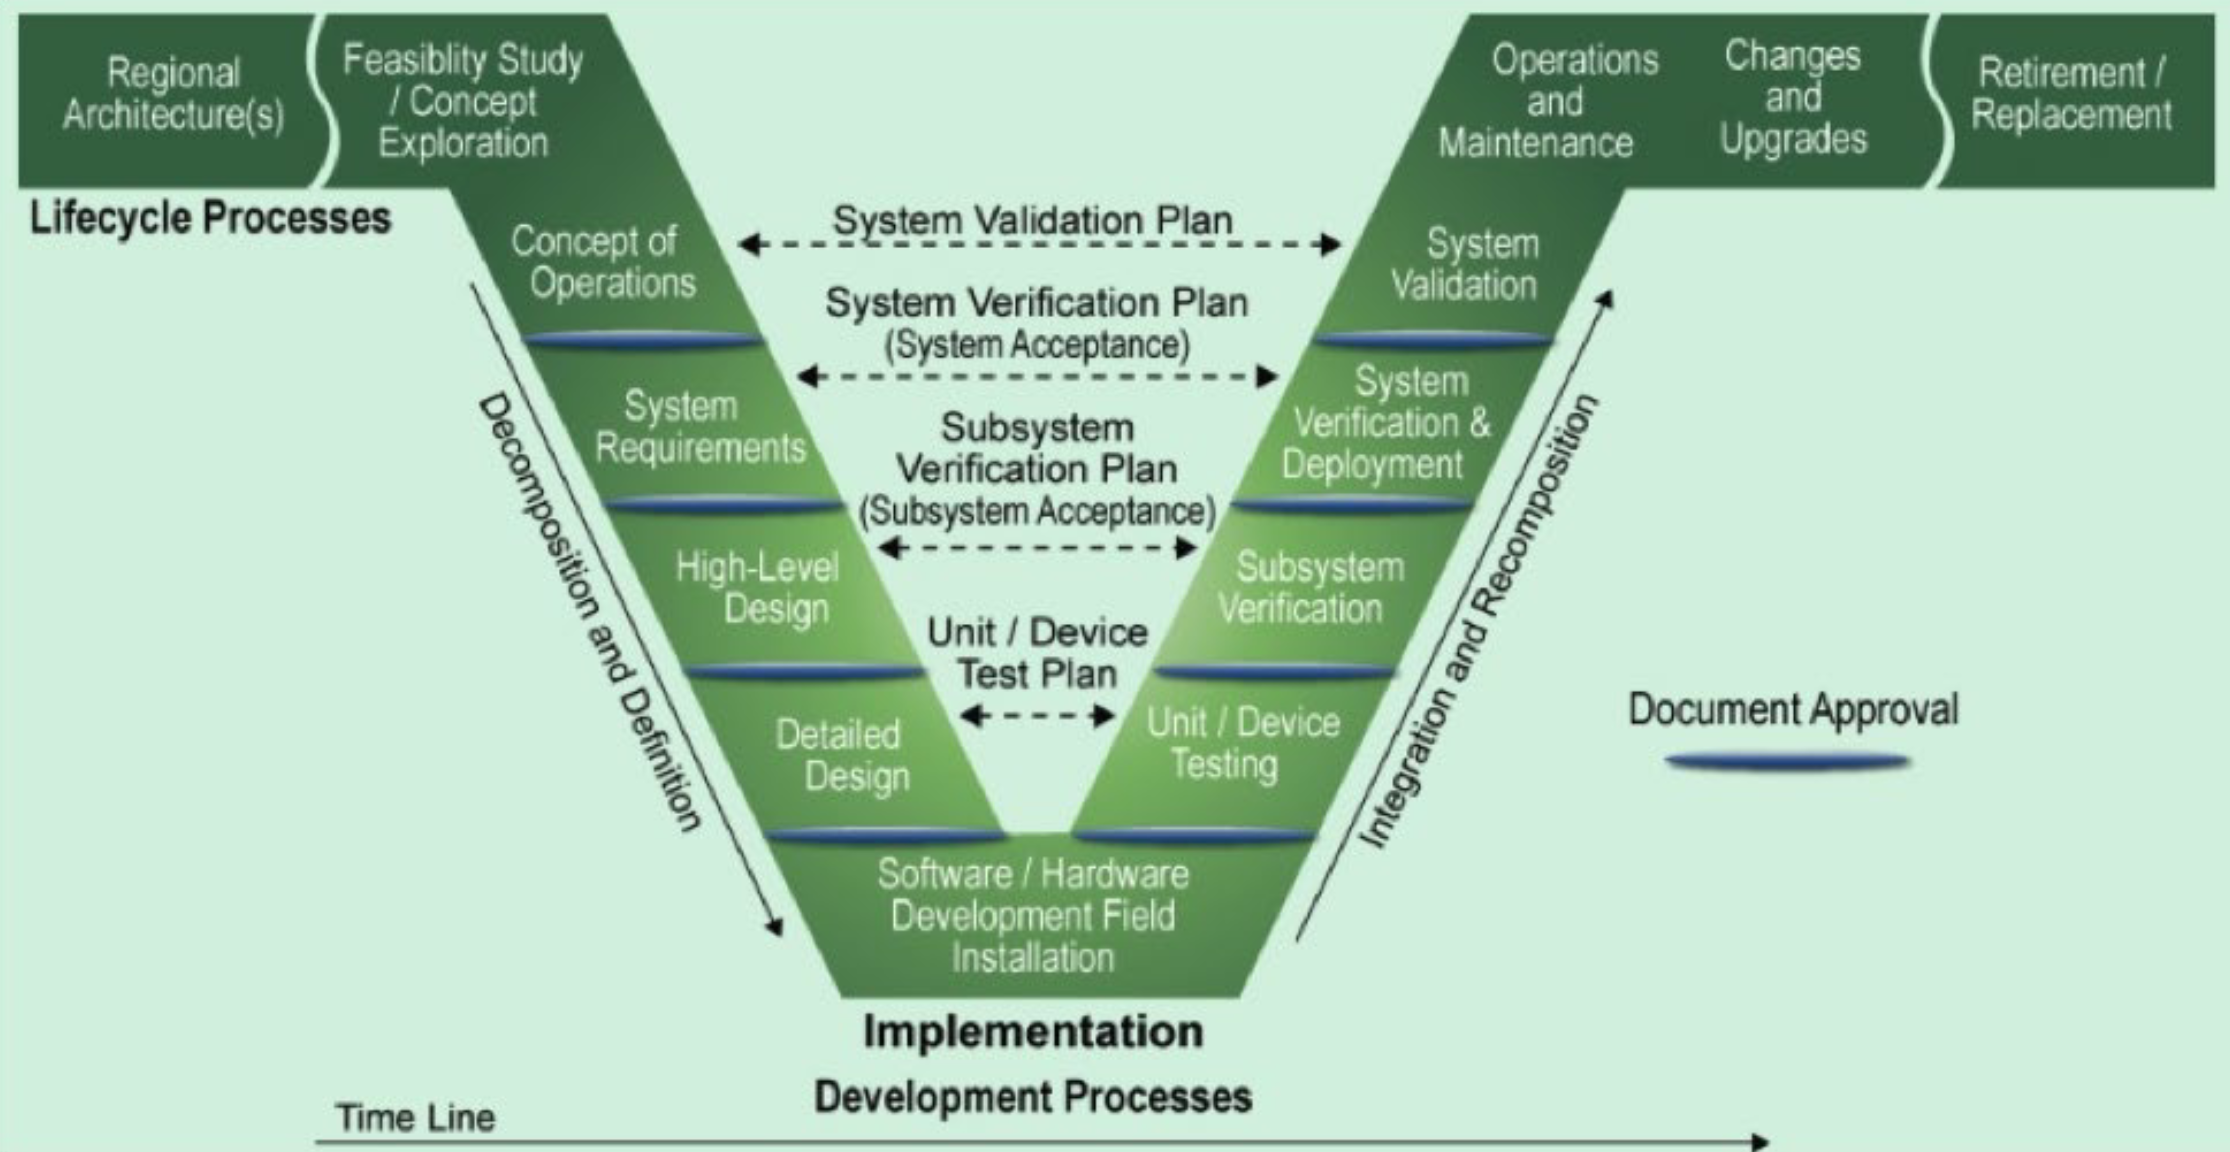 Regional
Architecture(s)
Feasiblity Study
/ Concept
Exploration
Operations
and
Maintenance
Changes
and
Upgrades
Retirement /
Replacement
Lifecycle Processes
Concept of
Operations
System Validation Plan
System
Validation
System Verification Plan
(System Acceptance)
System
Requirements
System
Verification &
Deployment
Subsystem
Verification Plan
(Subsystem Acceptance)
High-Level
Design
Subsystem
Verification
Unit / Device
Test Plan
Detailed
Design
Unit / Device
Testing
Decomposition and Definition
Integration and Recomposition
Document Approval
Software / Hardware
Development Field
Installation
Implementation
Development Processes
Time Line